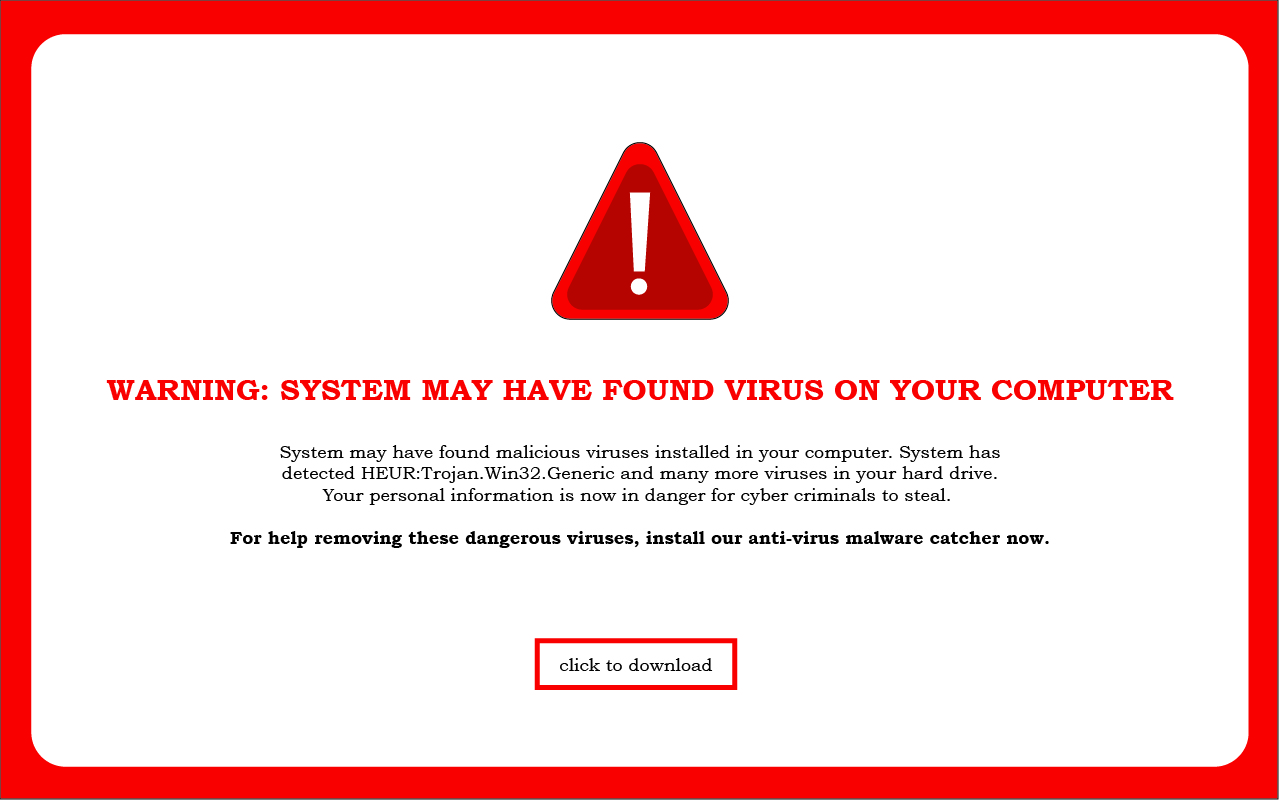 !
WARNING: SYSTEM MAY HAVE FOUND VIRUS ON YOUR COMPUTER
System may have found malicious viruses installed in your computer. System has
detected HEUR:Trojan.Win32.Generic and many more viruses in your hard drive.
Your personal information is now in danger for cyber criminals to steal.
For help removing these dangerous viruses, install our anti-virus malware catcher now.
click to download